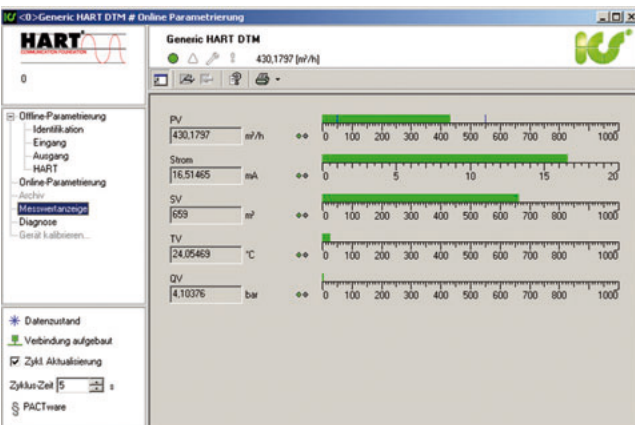 <0>Generic HART DTM # Online Parametrierung
HART
COMMUNICATION FOUNDATION
0
Generic HART DTM
430,1797 [m³/h]
ICS
Offline-Parametrierung
Identifikation
Eingang
Ausgang
HART
Online-Parametrierung
Archiv
Messwertanzeige
Diagnose
Gerät kalibrieren...
Datenzustand
Verbindung aufgebaut
Zykl. Aktualisierung
Zyklus-Zeit 5 s
PACTware
PV
430,1797 m³/h
0 100 200 300 400 500 600 700 800 1000
Strom
16,51465 mA
0 5 10 15 20
SV
659 m³
0 100 200 300 400 500 600 700 800 1000
TV
24,05469 °C
0 100 200 300 400 500 600 700 800 1000
QV
4,10376 bar
0 100 200 300 400 500 600 700 800 1000